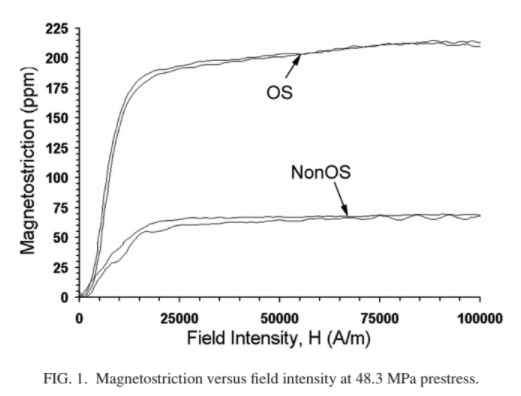 225
200
175
150
125
100
75
50
25
0
Magnetostriction (ppm)
OS
NonOS
0 25000 50000 75000 100000
Field Intensity, H (A/m)
FIG. 1. Magnetostriction versus field intensity at 48.3 MPa prestress.